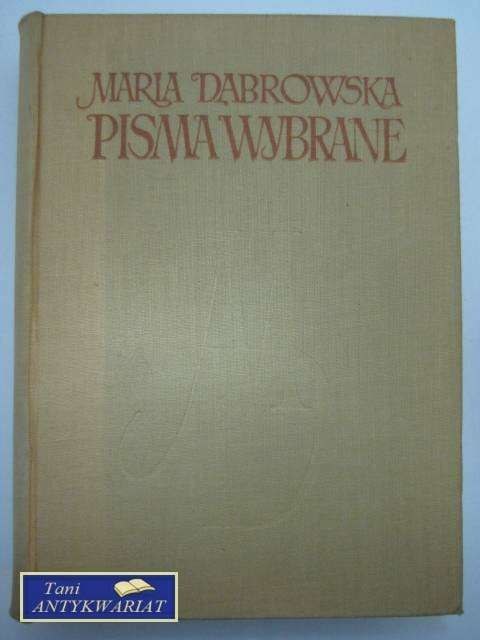 MARIA DĄBROWSKA
PISMA WYBRANE
Tani
ANTYKWARIAT